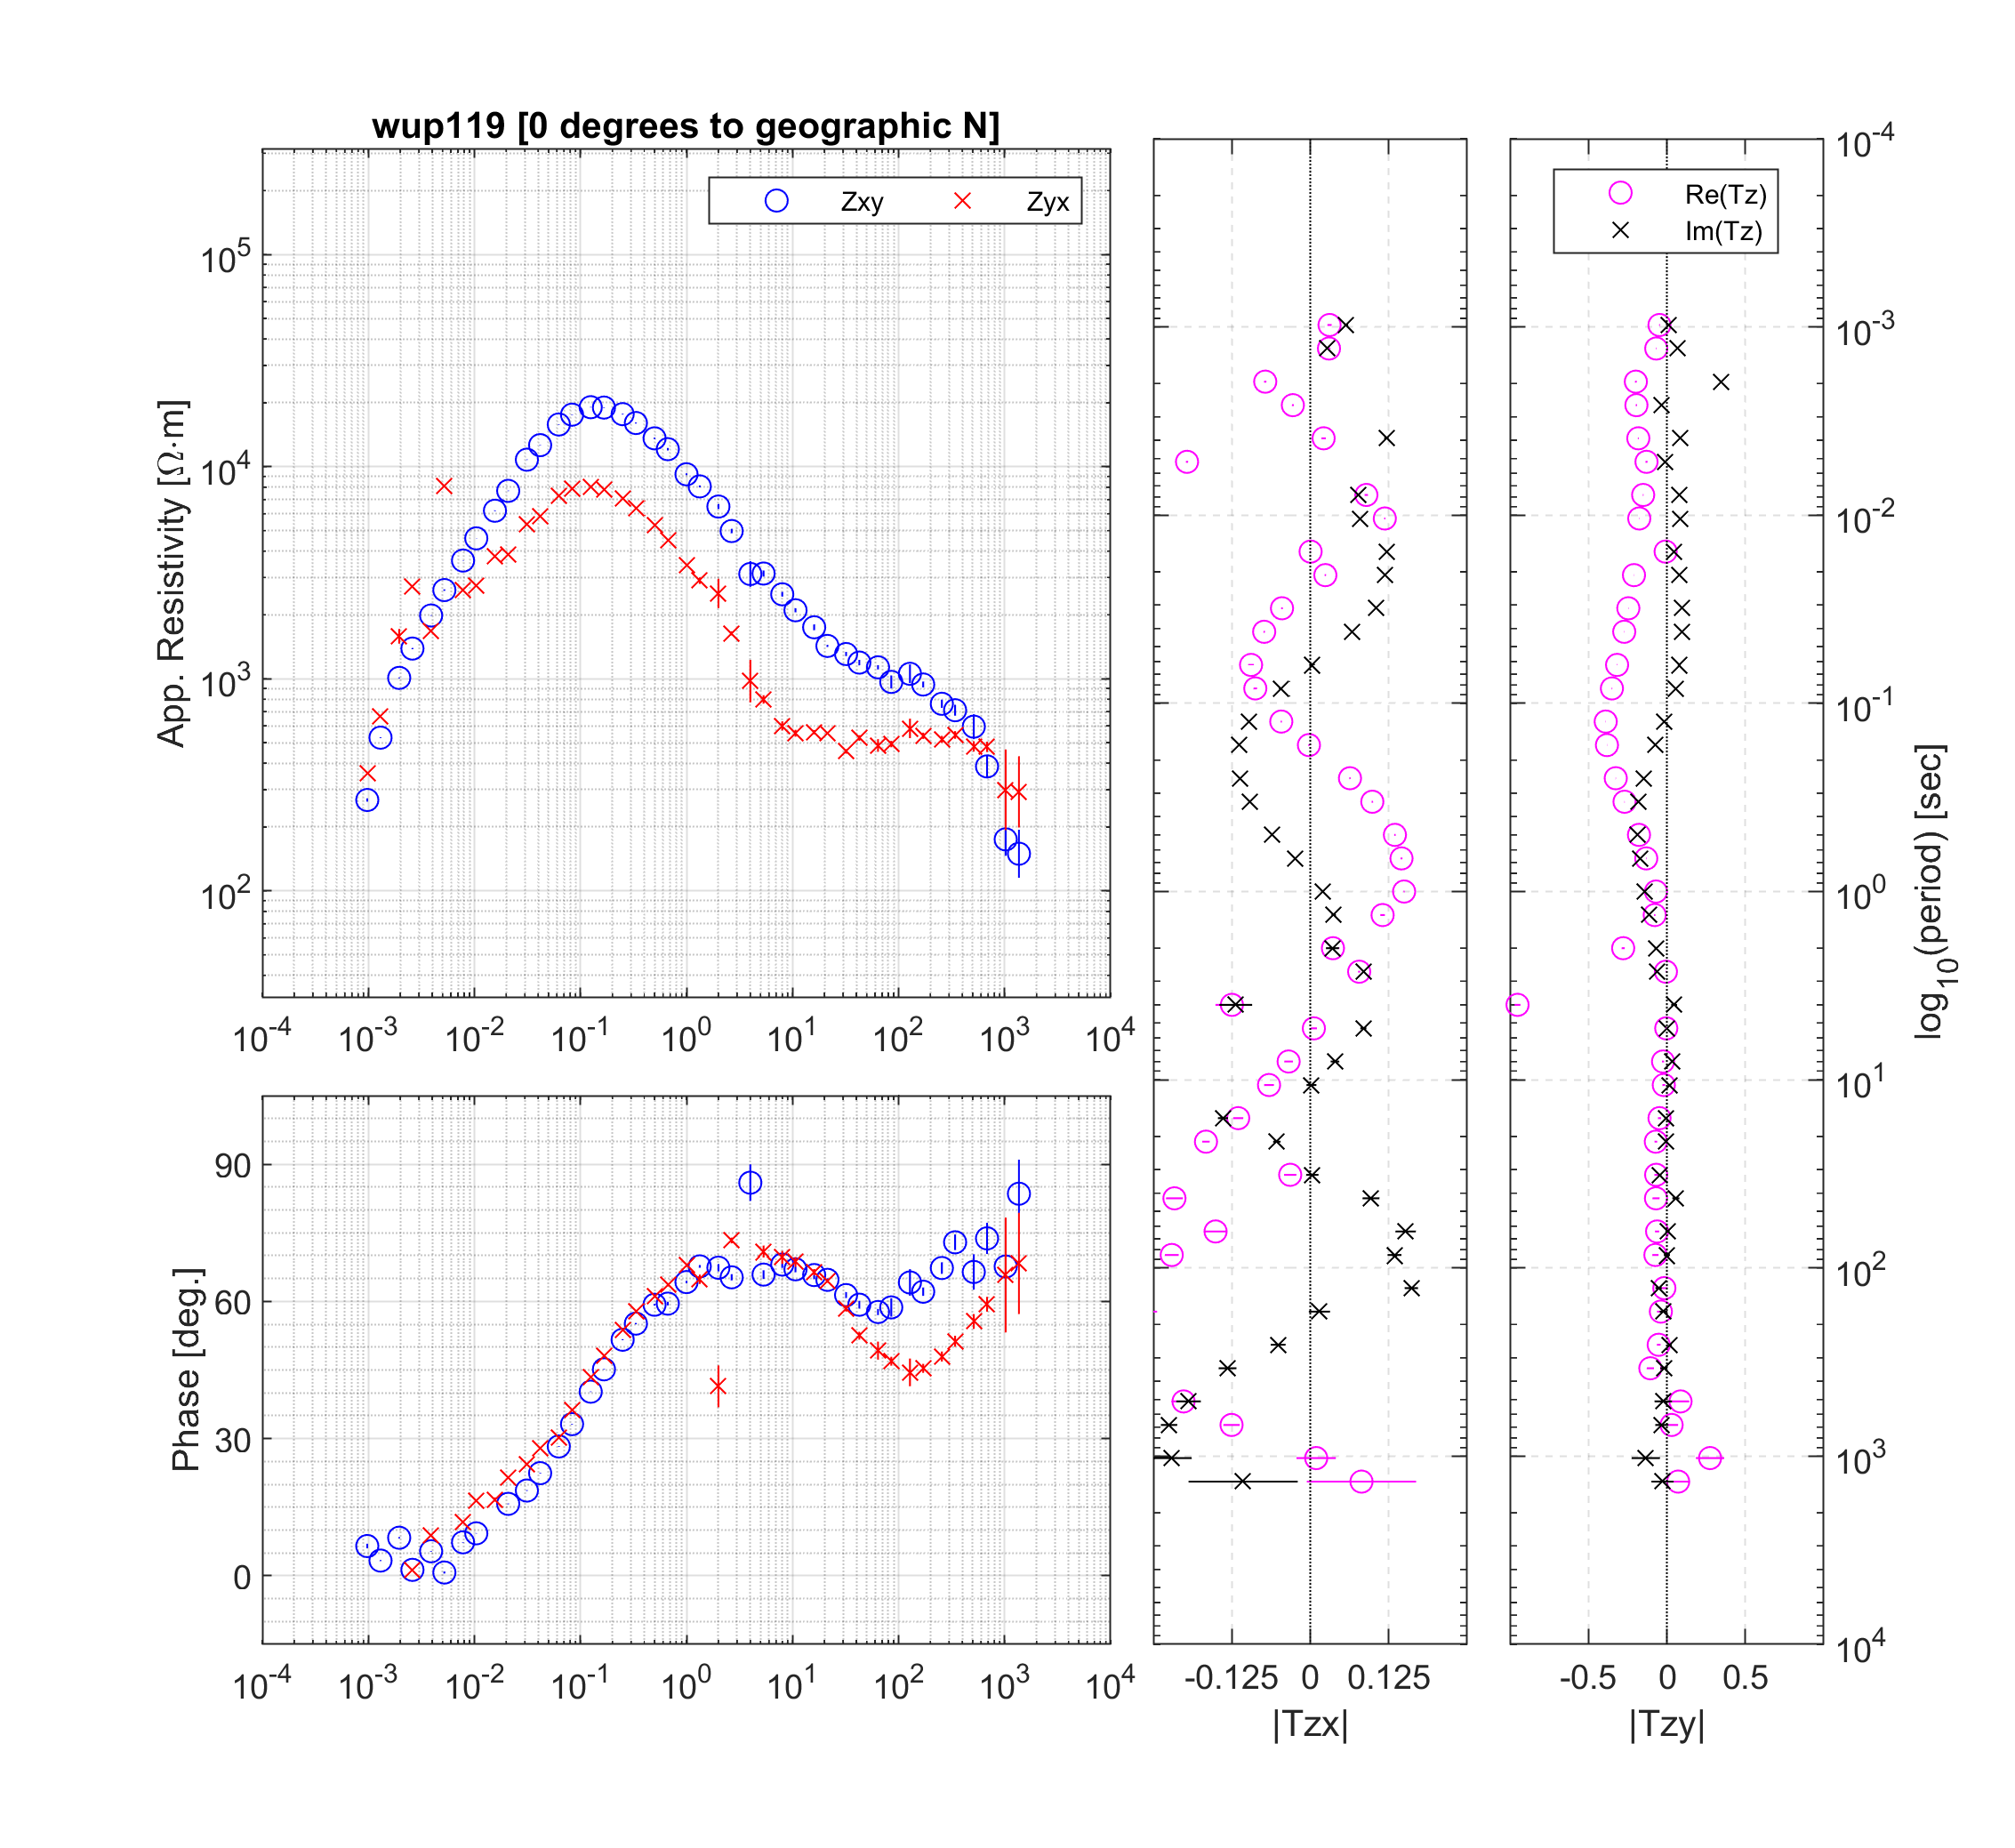 wup119 [0 degrees to geographic N]
Zxy Zyx
App. Resistivity [Ω·m]
10^5
10^4
10^3
10^2
10^-4 10^-3 10^-2 10^-1 10^0 10^1 10^2 10^3 10^4
Phase [deg.]
90
60
30
0
10^-4 10^-3 10^-2 10^-1 10^0 10^1 10^2 10^3 10^4
-0.125 0 0.125
|Tzx|
Re(Tz)
Im(Tz)
-0.5 0 0.5
|Tzy|
10^-4
10^-3
10^-2
10^-1
10^0
10^1
10^2
10^3
10^4
log10(period) [sec]